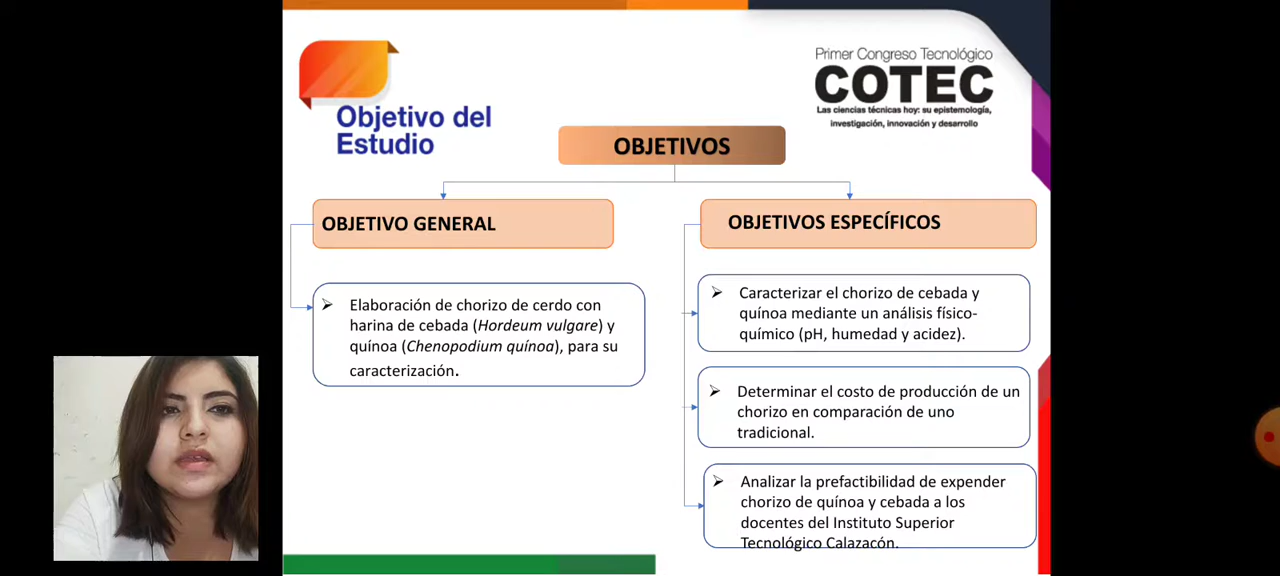 Objetivo del
Estudio
Primer Congreso Tecnológico
COTEC
Las ciencias técnicas hoy: su epistemología,
investigación, innovación y desarrollo
OBJETIVOS
OBJETIVO GENERAL
Elaboración de chorizo de cerdo con
harina de cebada (Hordeum vulgare) y
quínoa (Chenopodium quínoa), para su
caracterización.
OBJETIVOS ESPECÍFICOS
Caracterizar el chorizo de cebada y
quínoa mediante un análisis físico-
químico (pH, humedad y acidez).
Determinar el costo de producción de un
chorizo en comparación de uno
tradicional.
Analizar la prefactibilidad de expender
chorizo de quínoa y cebada a los
docentes del Instituto Superior
Tecnológico Calazacón.